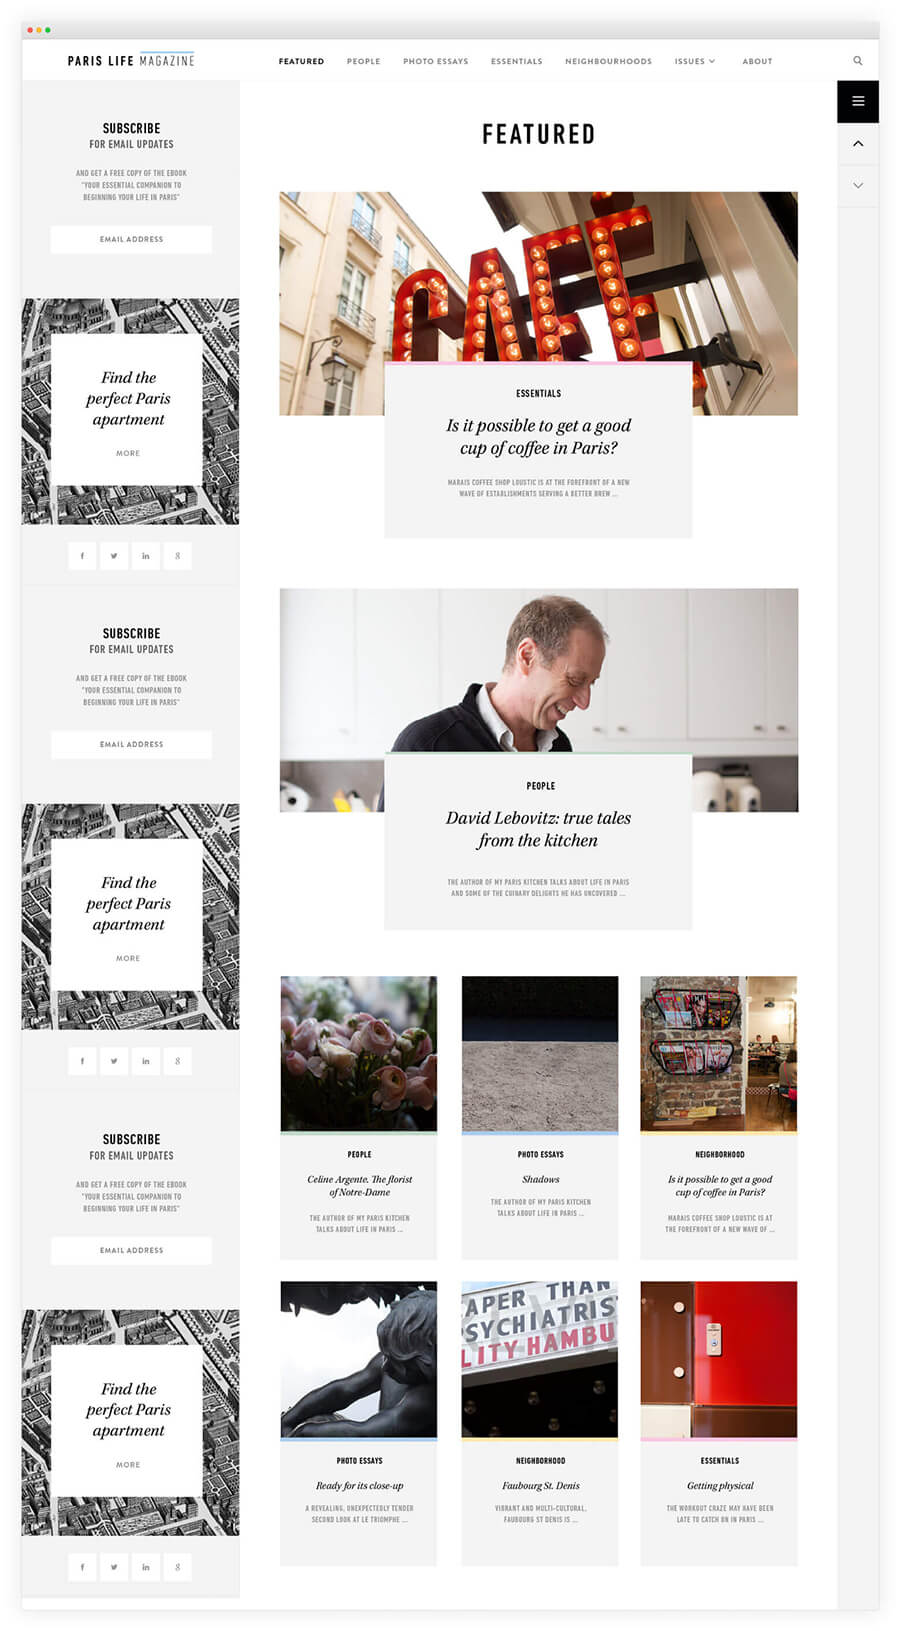 PARIS LIFE MAGAZINE
FEATURED
PEOPLE
PHOTO ESSAYS
ESSENTIALS
NEIGHBOURHOODS
ISSUES
ABOUT
SUBSCRIBE
FOR EMAIL UPDATES
AND GET A FREE COPY OF THE EBOOK
"YOUR ESSENTIAL COMPANION TO
BEGINNING YOUR LIFE IN PARIS"
EMAIL ADDRESS
Find the
perfect Paris
apartment
MORE
f
in
g
SUBSCRIBE
FOR EMAIL UPDATES
AND GET A FREE COPY OF THE EBOOK
"YOUR ESSENTIAL COMPANION TO
BEGINNING YOUR LIFE IN PARIS"
EMAIL ADDRESS
Find the
perfect Paris
apartment
MORE
f
in
g
SUBSCRIBE
FOR EMAIL UPDATES
AND GET A FREE COPY OF THE EBOOK
"YOUR ESSENTIAL COMPANION TO
BEGINNING YOUR LIFE IN PARIS"
EMAIL ADDRESS
Find the
perfect Paris
apartment
MORE
f
in
g
FEATURED
CAFE
ESSENTIALS
Is it possible to get a good
cup of coffee in Paris?
MARAIS COFFEE SHOP LOUSTIC IS AT THE FOREFRONT OF A NEW
WAVE OF ESTABLISHMENTS SERVING A BETTER BREW ...
PEOPLE
David Lebovitz: true tales
from the kitchen
THE AUTHOR OF MY PARIS KITCHEN TALKS ABOUT LIFE IN PARIS
AND SOME OF THE CUINARY DELIGHTS HE HAS UNCOVERED ...
PEOPLE
Celine Argente. The florist
of Notre-Dame
THE AUTHOR OF MY PARIS KITCHEN
TALKS ABOUT LIFE IN PARIS ...
PHOTO ESSAYS
Shadows
THE AUTHOR OF MY PARIS KITCHEN
TALKS ABOUT LIFE IN PARIS ...
NEIGHBORHOOD
Is it possible to get a good
cup of coffee in Paris?
MARAIS COFFEE SHOP LOUSTIC IS AT
THE FOREFRONT OF A NEW WAVE OF ...
PHOTO ESSAYS
Ready for its close-up
A REVEALING, UNEXPECTEDLY TENDER
SECOND LOOK AT LE TRIOMPHE ...
APER THAN
PSYCHIATRIS
LITY HAMBU
NEIGHBORHOOD
Faubourg St. Denis
VIBRANT AND MULTI-CULTURAL,
FAUBOURG ST DENIS IS ...
ESSENTIALS
Getting physical
THE WORKOUT CRAZE MAY HAVE BEEN
LATE TO CATCH ON IN PARIS ...